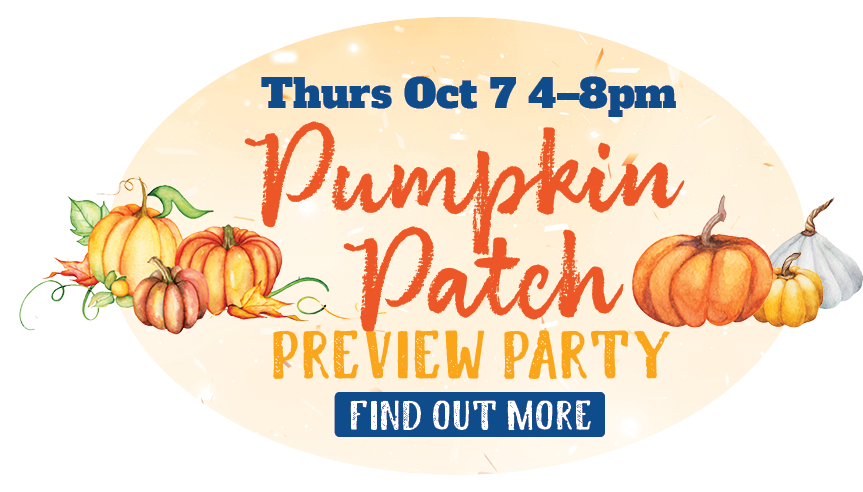 Thurs Oct 7 4–8pm
Pumpkin
Patch
PREVIEW PARTY
FIND OUT MORE